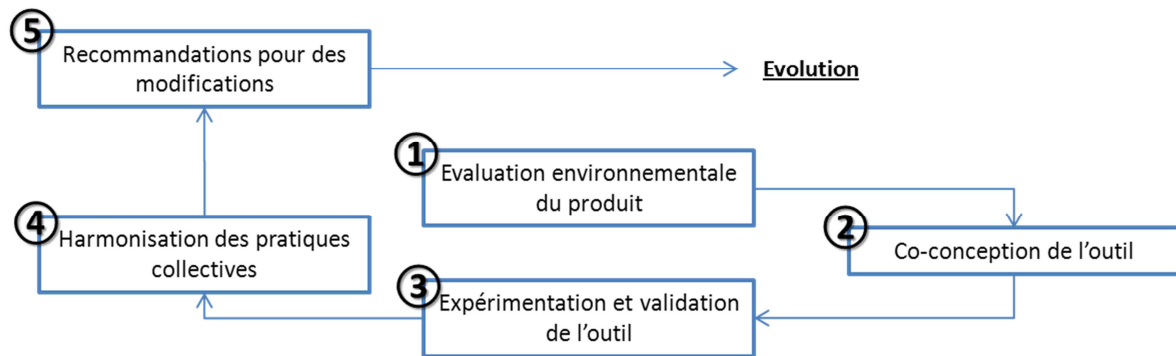 5
Recommandations pour des
modifications
Evolution
1
Evaluation environnementale
du produit
4
Harmonisation des pratiques
collectives
2
Co-conception de l’outil
3
Expérimentation et validation
de l’outil